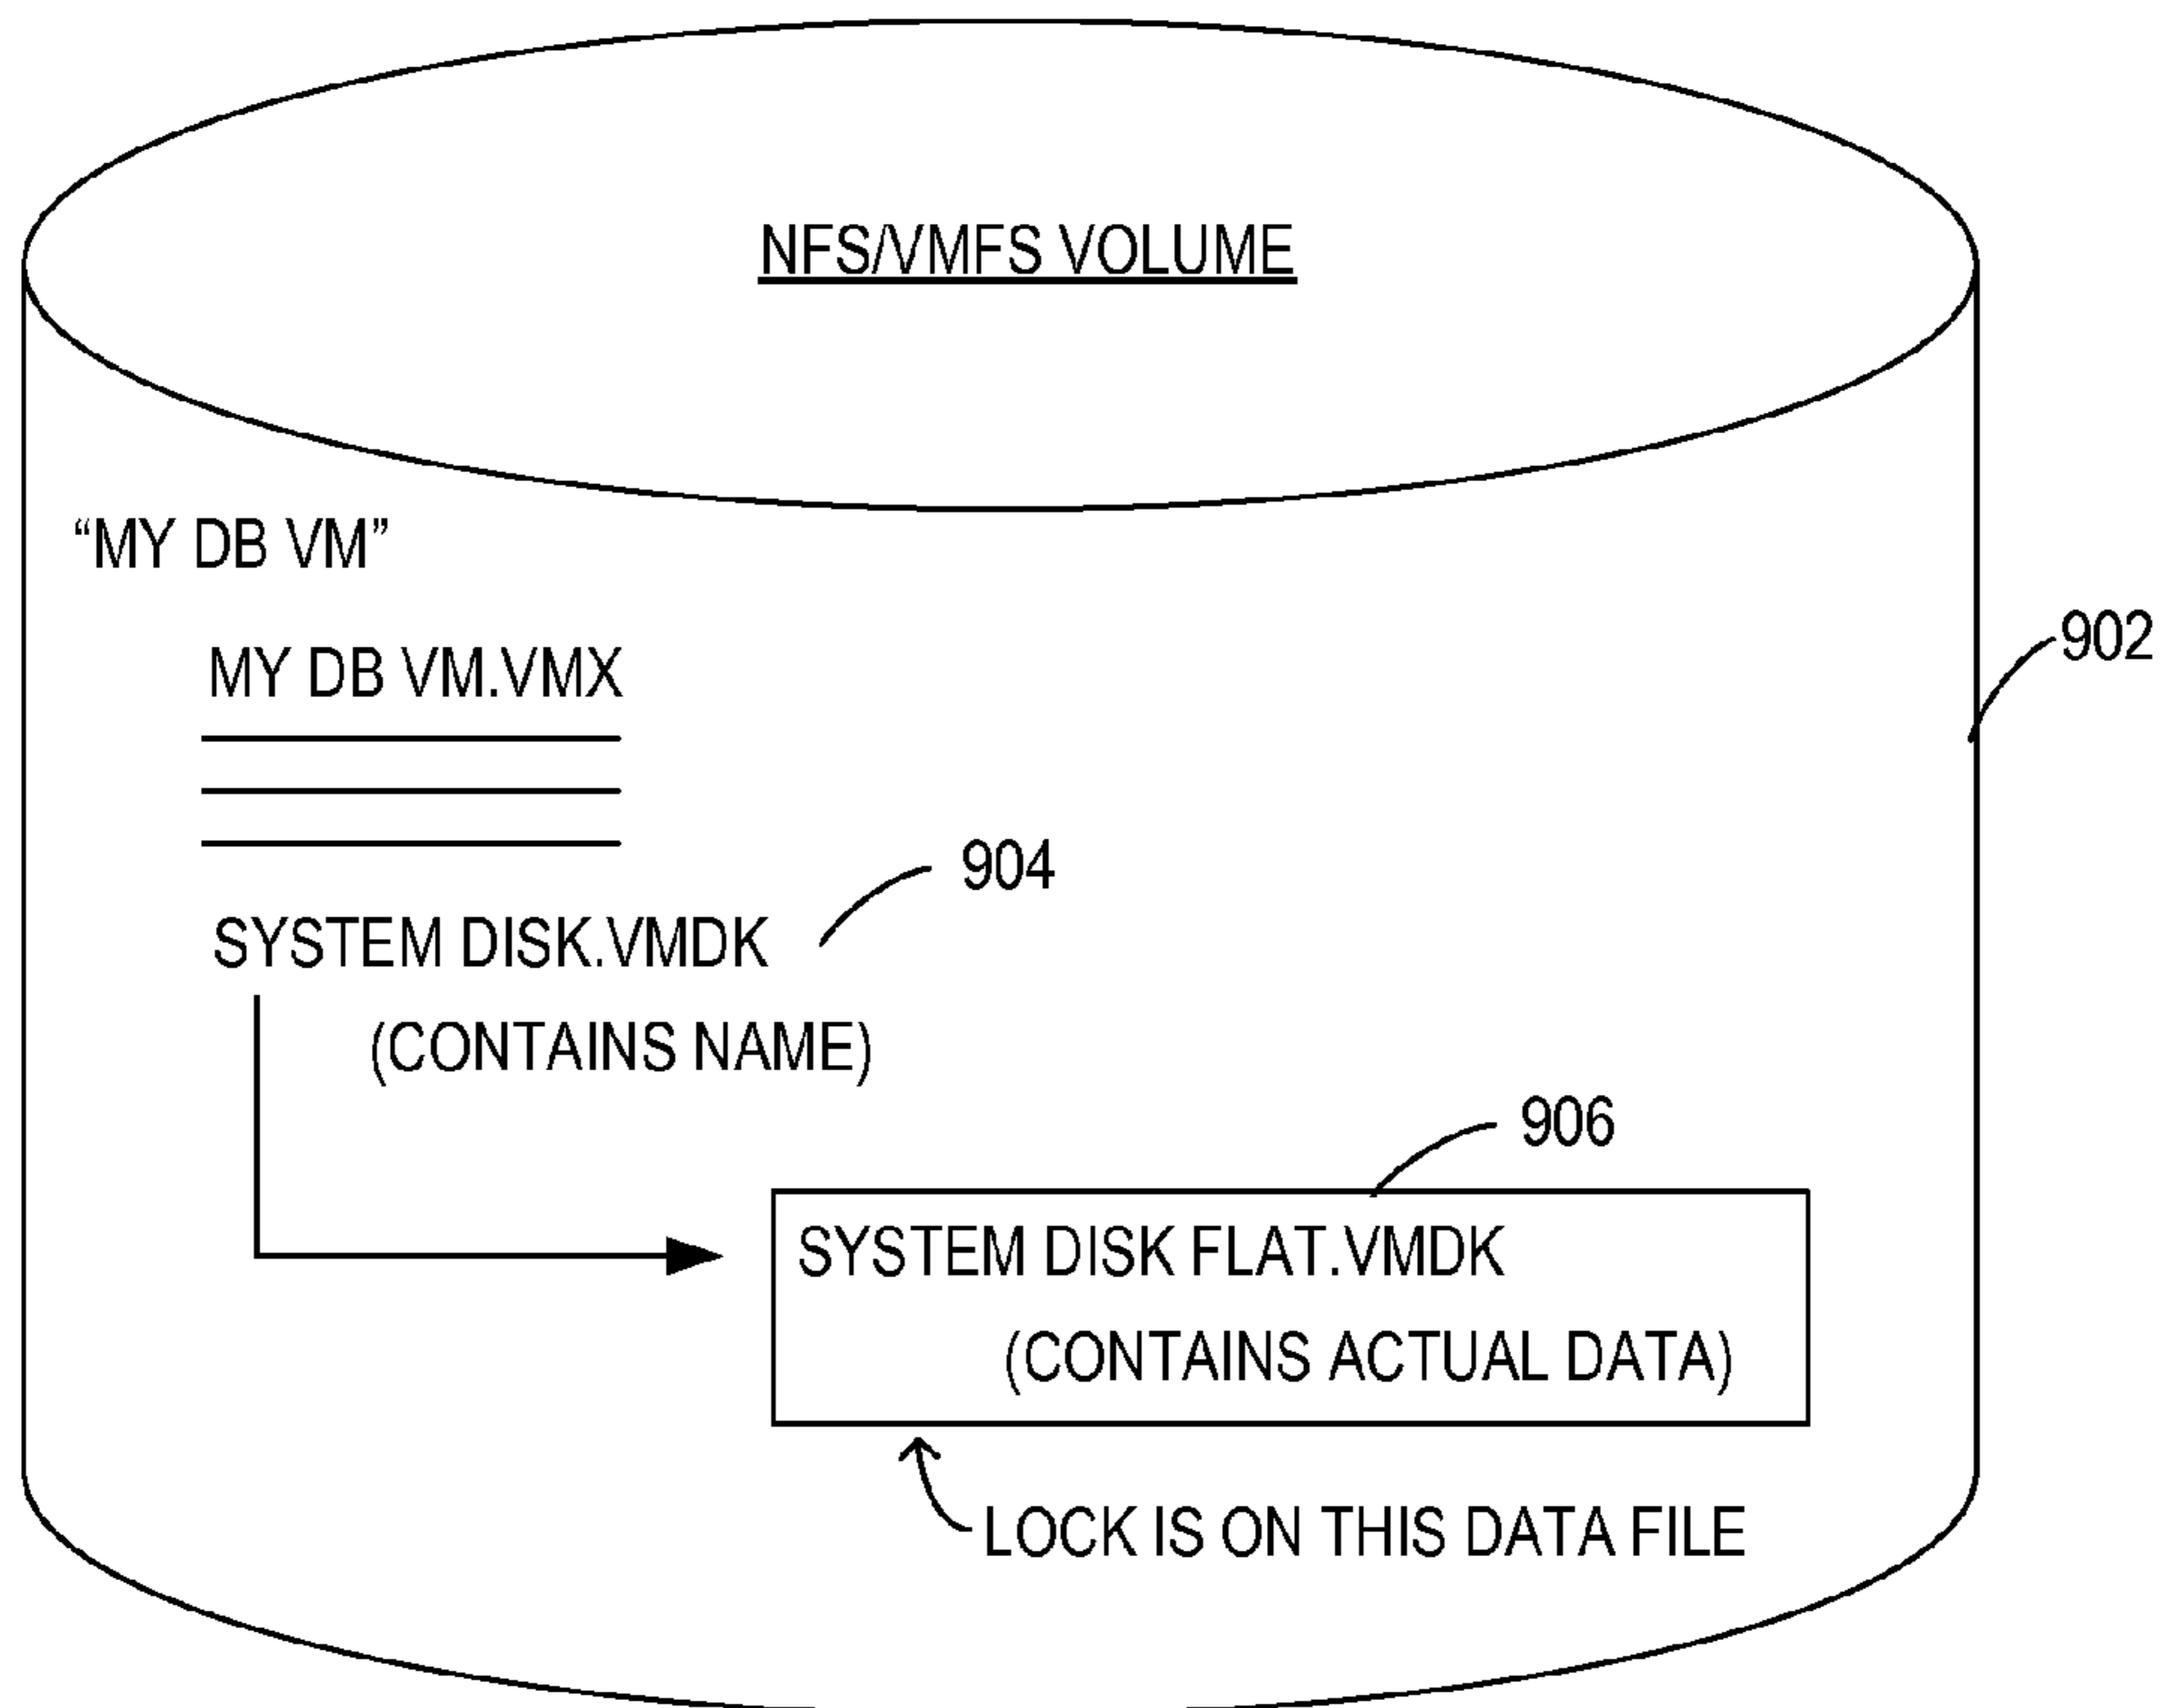 NFS/VMFS VOLUME
“MY DB VM”
902
MY DB VM.VMX
904
SYSTEM DISK.VMDK
(CONTAINS NAME)
906
SYSTEM DISK FLAT.VMDK
(CONTAINS ACTUAL DATA)
LOCK IS ON THIS DATA FILE